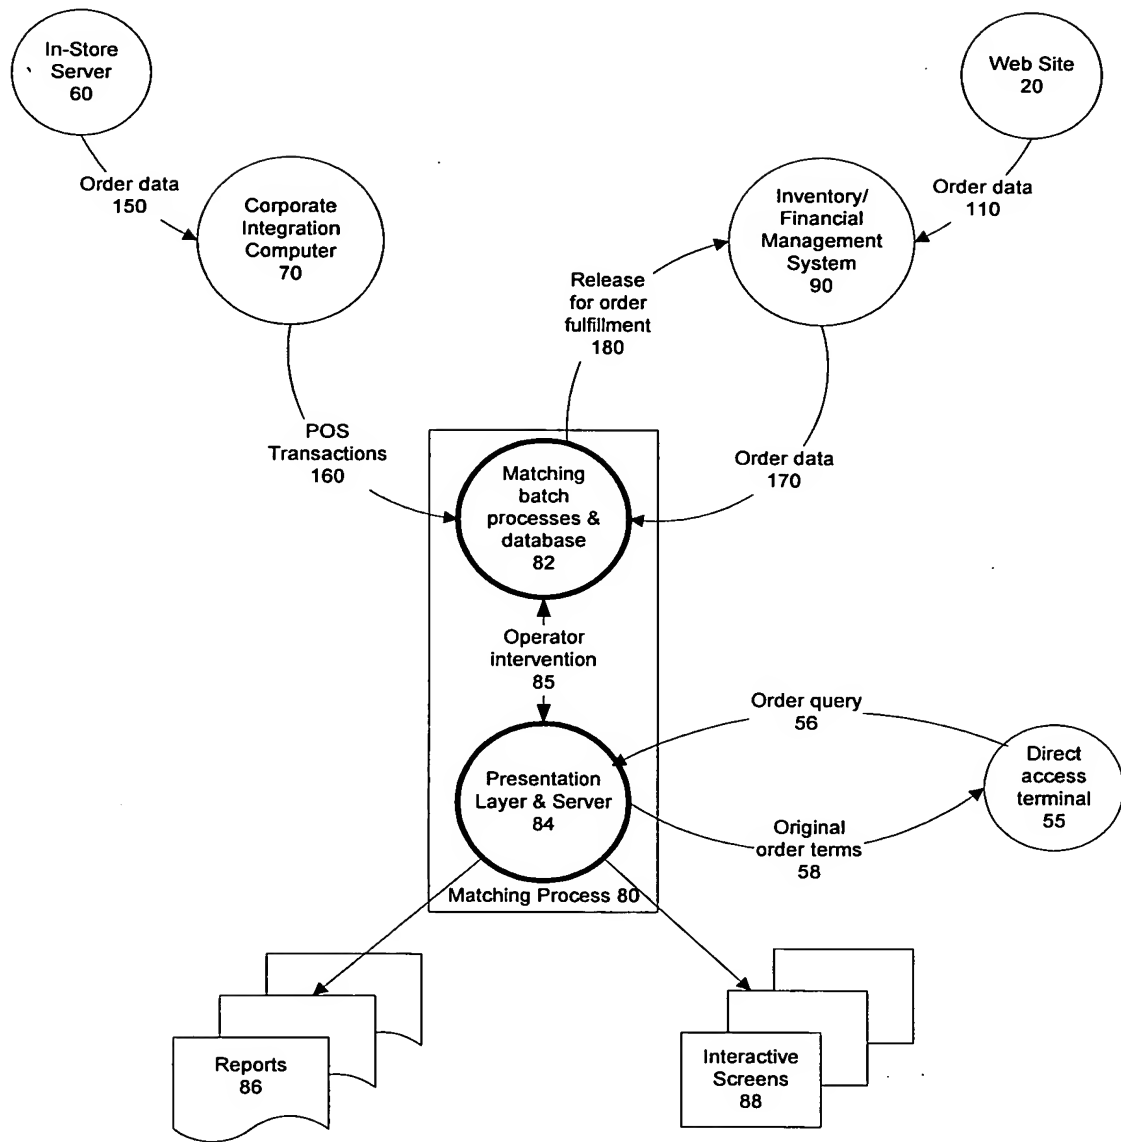 In-Store
Server
60
Web Site
20
Order data
150
Corporate
Integration
Computer
70
Inventory/
Financial
Management
System
90
Order data
110
Release
for order
fulfillment
180
POS
Transactions
160
Order data
170
Matching
batch
processes &
database
82
Operator
intervention
85
Order query
56
Presentation
Layer & Server
84
Direct
access
terminal
55
Original
order terms
58
Matching Process 80
Reports
86
Interactive
Screens
88